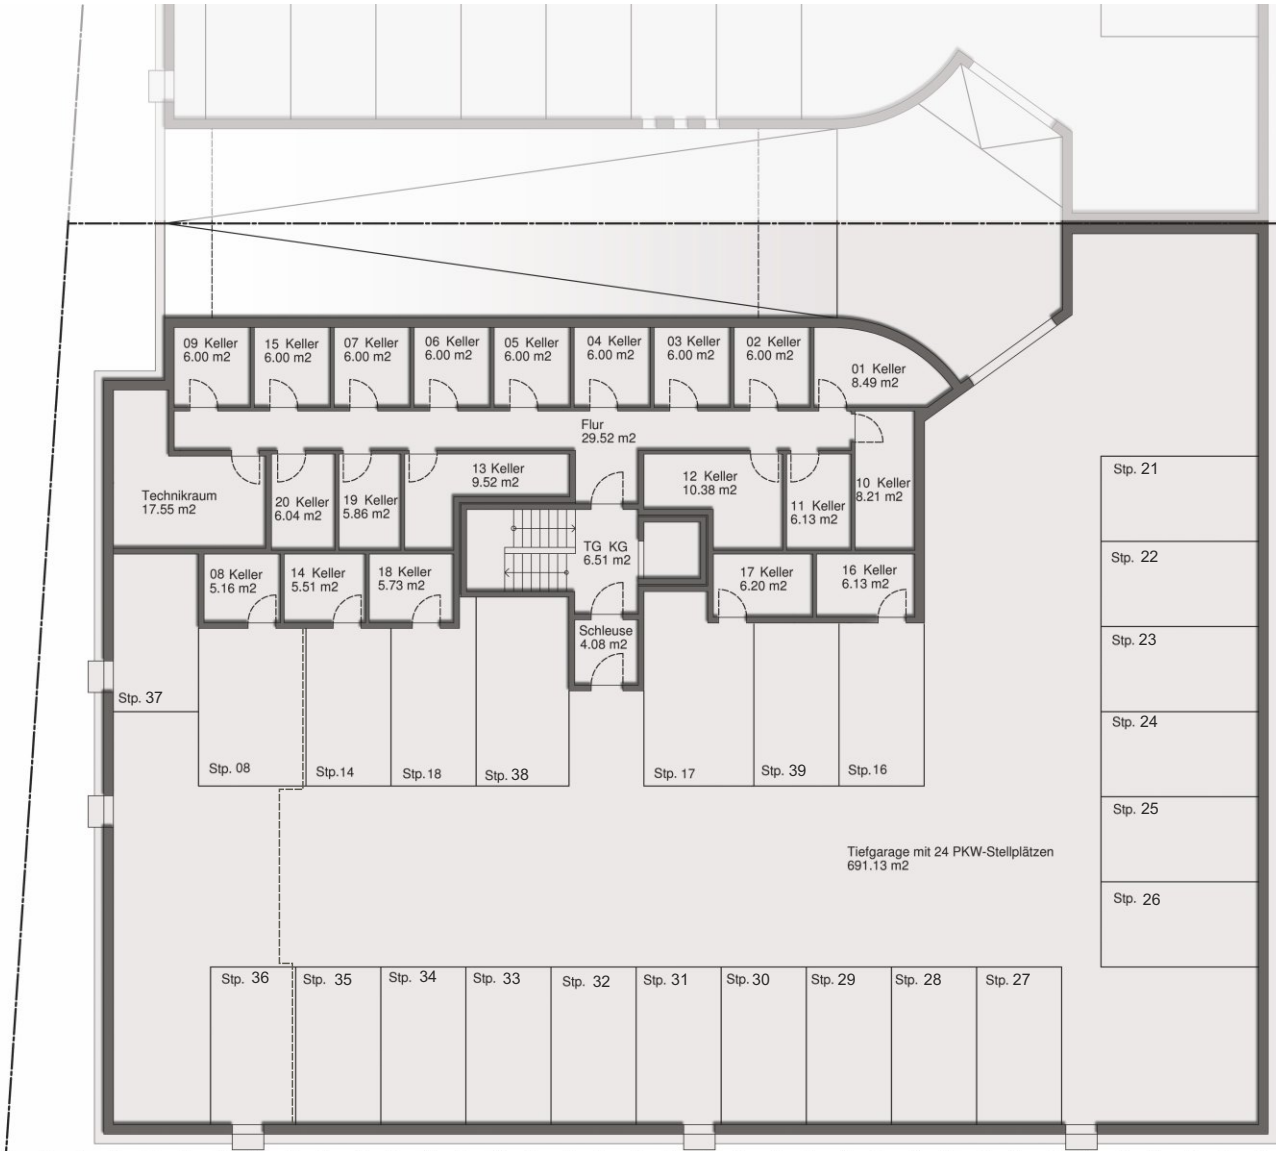 09 Keller
6.00 m2
15 Keller
6.00 m2
07 Keller
6.00 m2
06 Keller
6.00 m2
05 Keller
6.00 m2
04 Keller
6.00 m2
03 Keller
6.00 m2
02 Keller
6.00 m2
01 Keller
8.49 m2
Flur
29.52 m2
Technikraum
17.55 m2
20 Keller
6.04 m2
19 Keller
5.86 m2
13 Keller
9.52 m2
12 Keller
10.38 m2
11 Keller
6.13 m2
10 Keller
8.21 m2
TG KG
6.51 m2
08 Keller
5.16 m2
14 Keller
5.51 m2
18 Keller
5.73 m2
17 Keller
6.20 m2
16 Keller
6.13 m2
Schleuse
4.08 m2
Stp. 21
Stp. 22
Stp. 23
Stp. 24
Stp. 25
Stp. 26
Stp. 37
Stp. 08
Stp.14
Stp.18
Stp. 38
Stp. 17
Stp. 39
Stp.16
Tiefgarage mit 24 PKW-Stellplätzen
691.13 m2
Stp. 36
Stp. 35
Stp. 34
Stp. 33
Stp. 32
Stp. 31
Stp. 30
Stp. 29
Stp. 28
Stp. 27